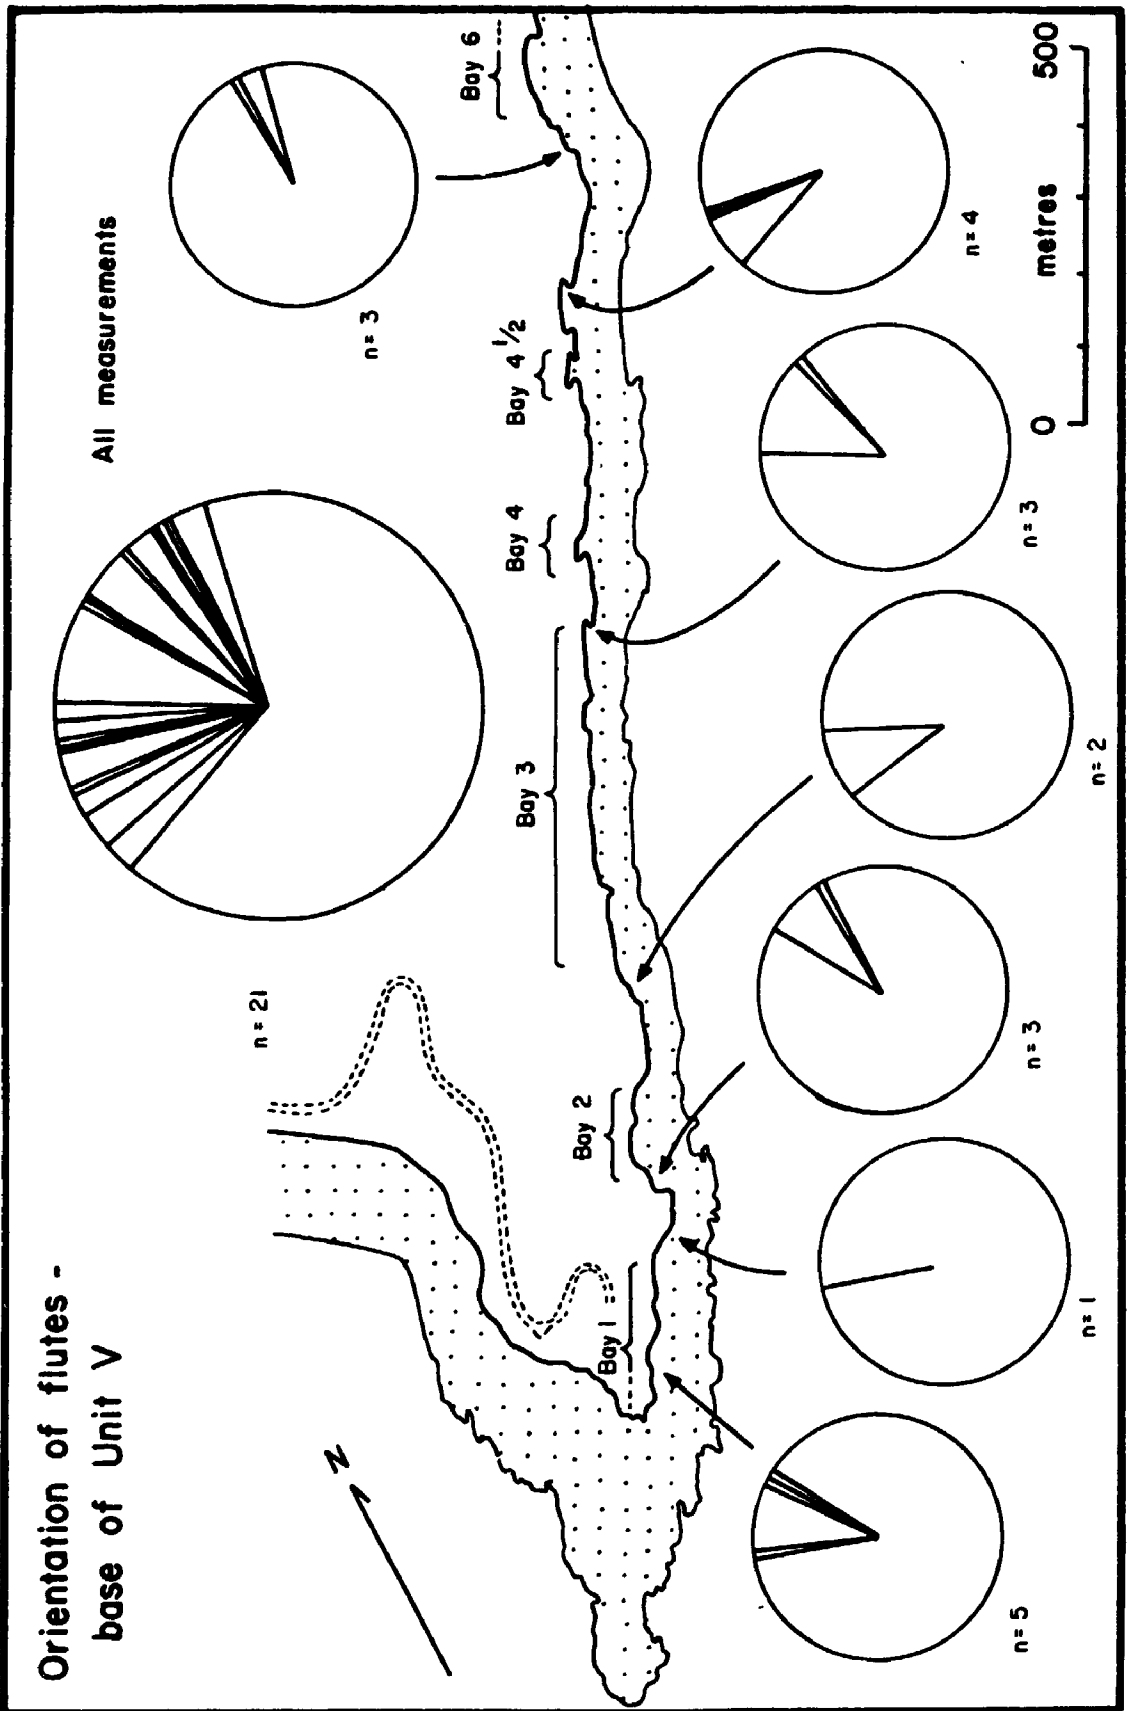 Orientation of flutes -
base of Unit V
All measurements
n = 21
n = 3
N
Bay 1
Bay 2
Bay 3
Bay 4
Bay 4 1/2
Bay 6
n = 5
n = 1
n = 3
n = 2
n = 3
n = 4
0 metres 500